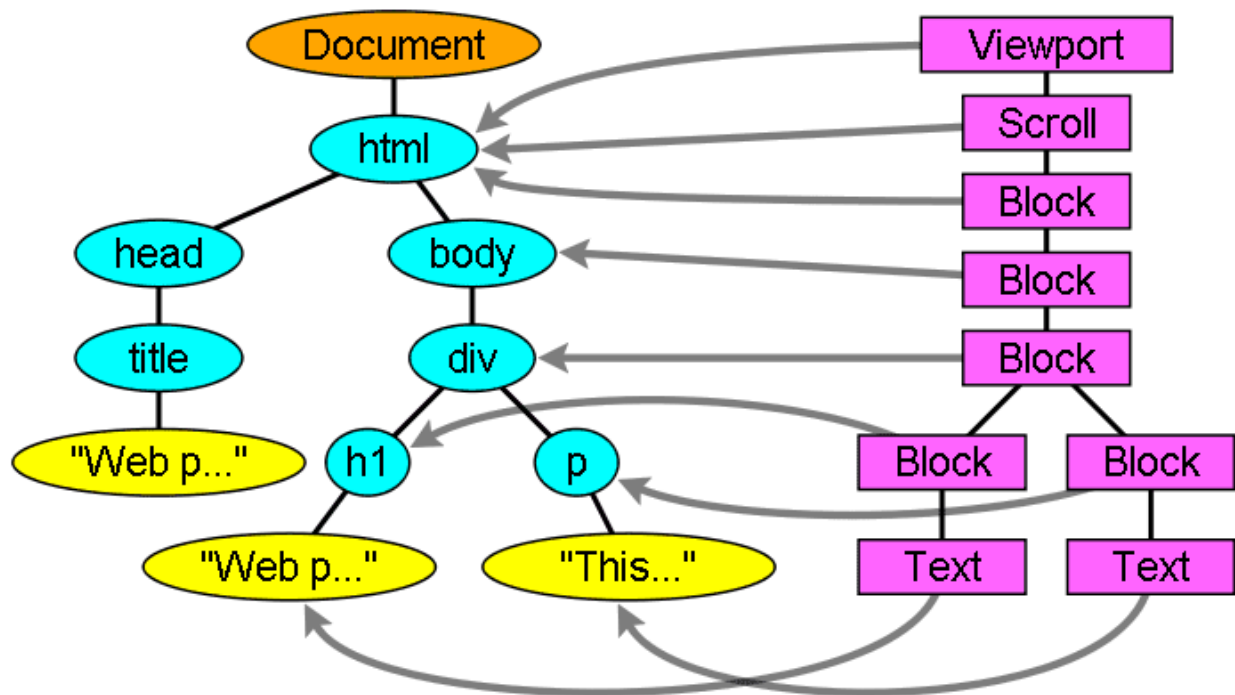 Document
Viewport
html
Scroll
Block
head
body
Block
title
div
Block
"Web p..."
h1
p
Block
Block
"Web p..."
"This..."
Text
Text